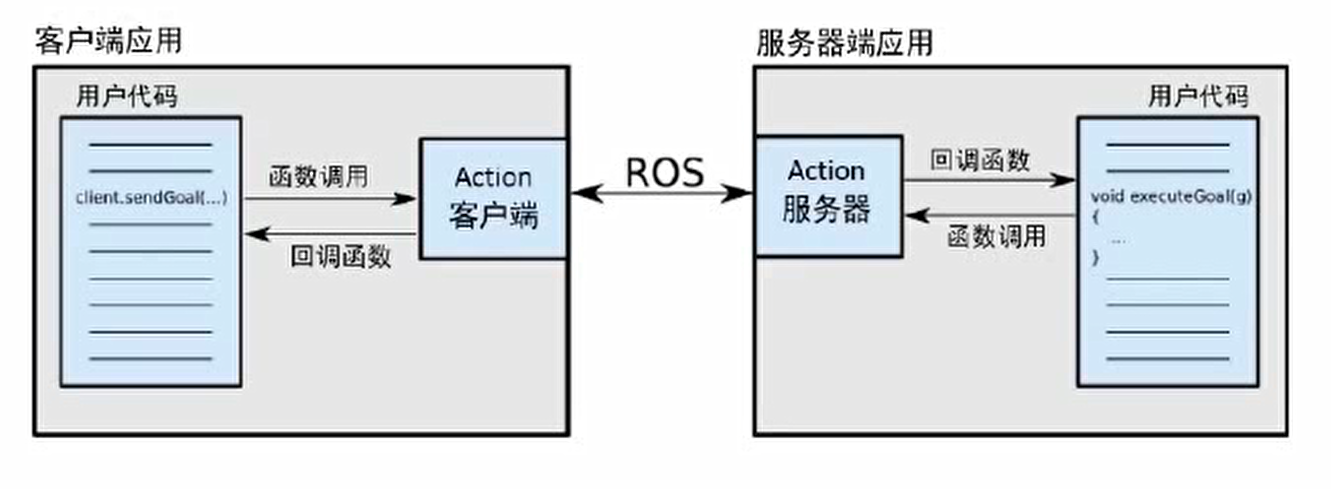 客户端应用
用户代码
client.sendGoal(...)
函数调用
回调函数
Action
客户端
ROS
服务器端应用
Action
服务器
回调函数
函数调用
用户代码
void executeGoal(g)
{
...
}